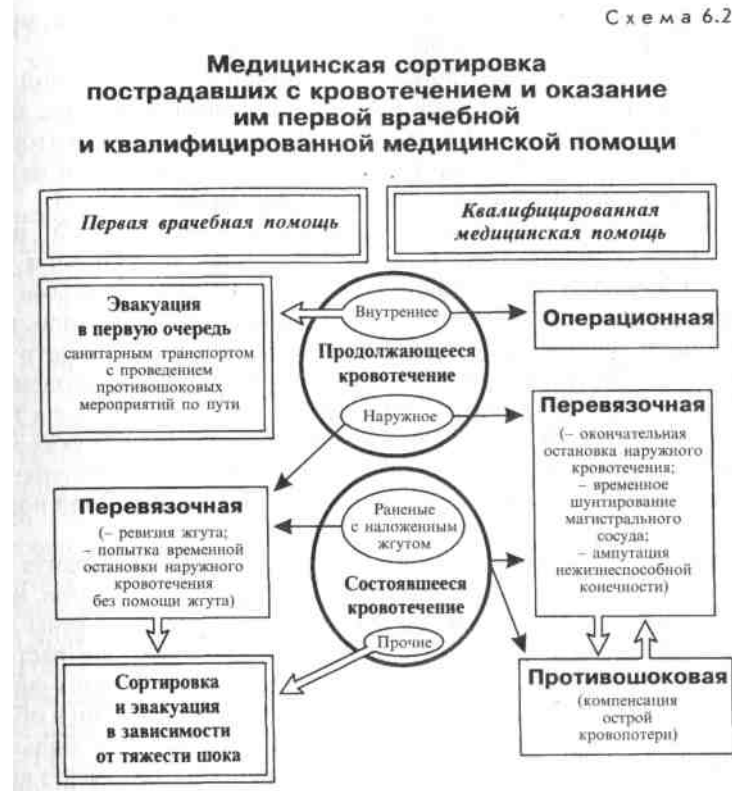 Схема 6.2
Медицинская сортировка
пострадавших с кровотечением и оказание
им первой врачебной
и квалифицированной медицинской помощи
Первая врачебная помощь
Квалифицированная
медицинская помощь
Эвакуация
в первую очередь
санитарным транспортом
с проведением
противошоковых
мероприятий по пути
Внутреннее
Продолжающееся
кровотечение
Наружное
Операционная
Перевязочная
(– окончательная
остановка наружного
кровотечения;
– временное
шунтирование
магистрального
сосуда;
– ампутация
нежизнеспособной
конечности)
Перевязочная
(– ревизия жгута;
– попытка временной
остановки наружного
кровотечения
без помощи жгута)
Раненые
с наложенным
жгутом
Состоявшееся
кровотечение
Прочие
Сортировка
и эвакуация
в зависимости
от тяжести шока
Противошоковая
(компенсация
острой
кровопотери)